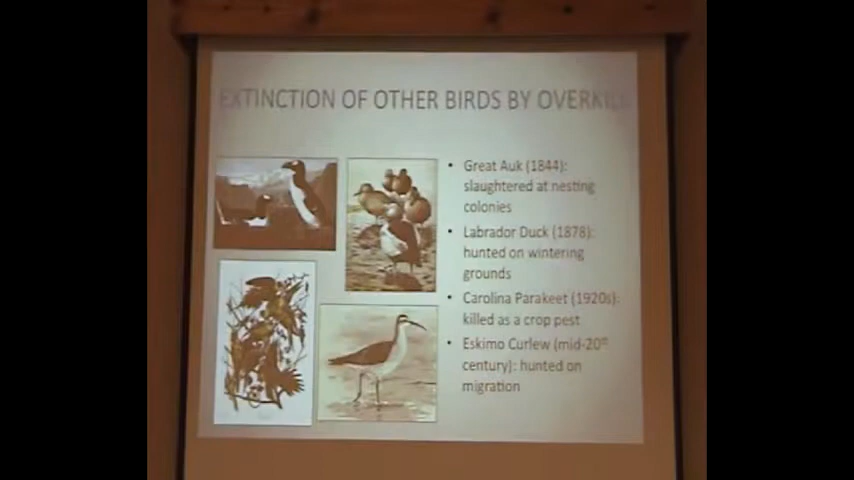 EXTINCTION OF OTHER BIRDS BY OVERKILL
• Great Auk (1844):
slaughtered at nesting
colonies
• Labrador Duck (1878):
hunted on wintering
grounds
• Carolina Parakeet (1920s):
killed as a crop pest
• Eskimo Curlew (mid-20th
century): hunted on
migration